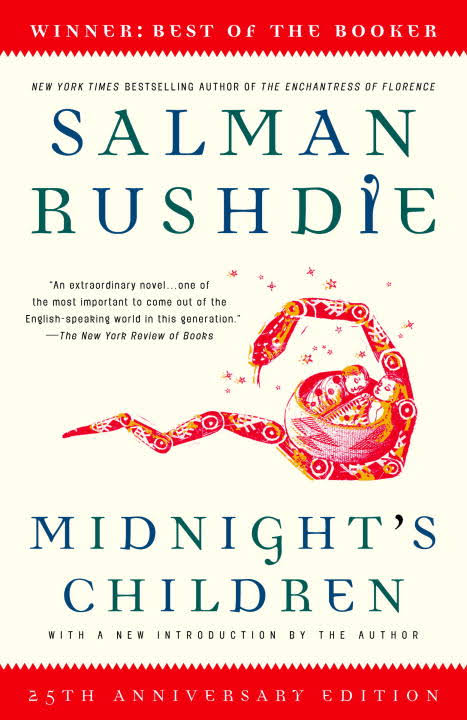 WINNER: BEST OF THE BOOKER
NEW YORK TIMES BESTSELLING AUTHOR OF THE ENCHANTRESS OF FLORENCE
SALMAN
RUSHDIE
"An extraordinary novel...one of
the most important to come out of the
English-speaking world in this generation."
—The New York Review of Books
MIDNIGHT'S
CHILDREN
WITH A NEW INTRODUCTION BY THE AUTHOR
25TH ANNIVERSARY EDITION